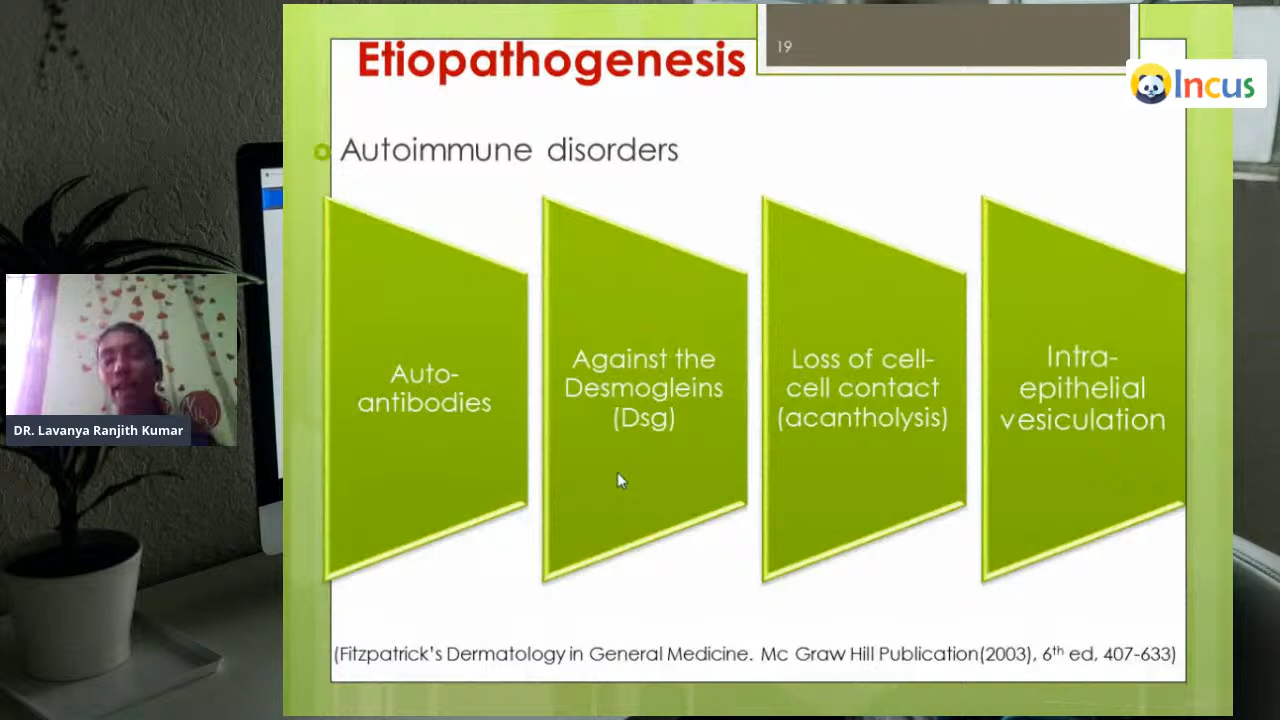 Etiopathogenesis
19
Incus
Autoimmune disorders
Auto-
antibodies
Against the
Desmogleins
(Dsg)
Loss of cell-
cell contact
(acantholysis)
Intra-
epithelial
vesiculation
DR. Lavanya Ranjith Kumar
(Fitzpatrick's Dermatology in General Medicine. Mc Graw Hill Publication(2003), 6th ed, 407-633)